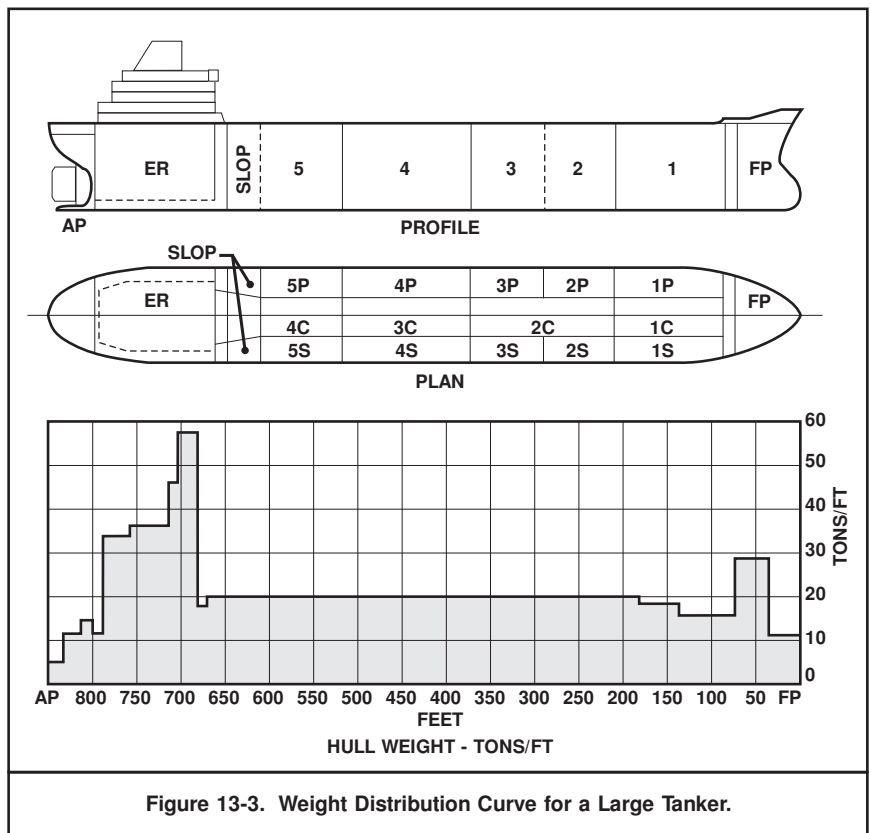 ER SLOP 5 4 3 2 1 FP
AP PROFILE
SLOP
5P 4P 3P 2P 1P
ER FP
4C 3C 2C 1C
5S 4S 3S 2S 1S
PLAN
60
50
40
30
20
10
0
TONS/FT
AP 800 750 700 650 600 550 500 450 400 350 300 250 200 150 100 50 FP
FEET
HULL WEIGHT - TONS/FT
Figure 13-3. Weight Distribution Curve for a Large Tanker.